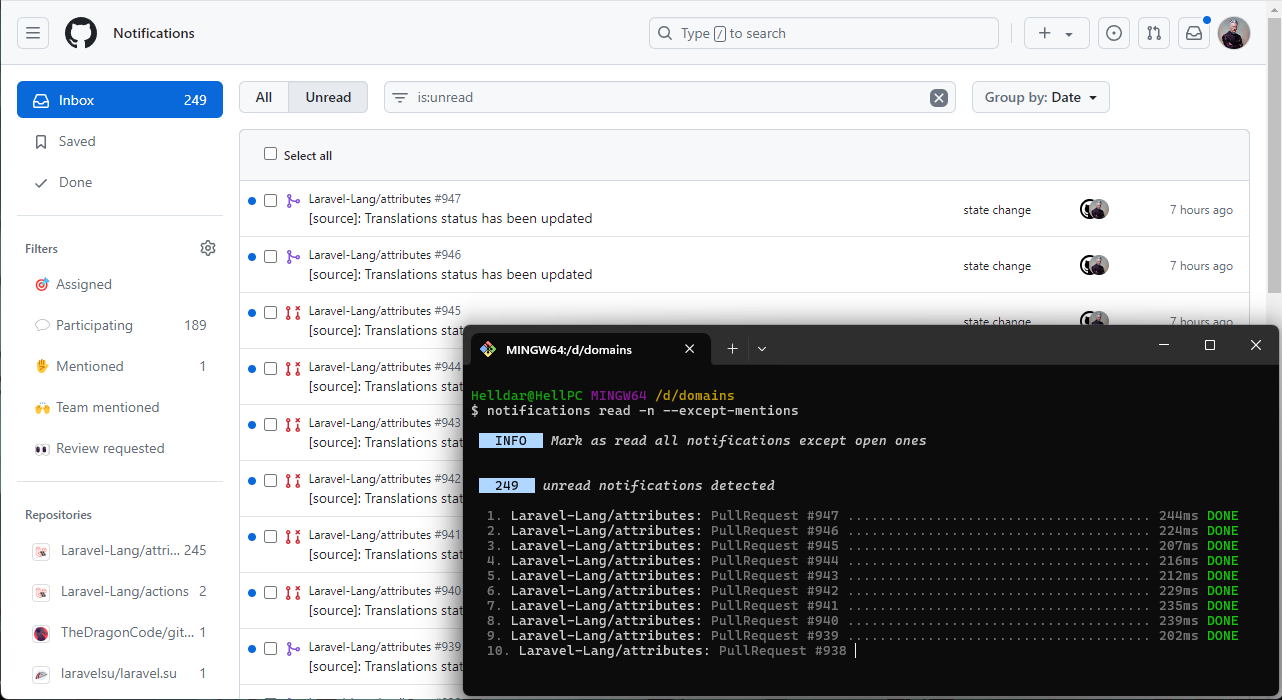 Notifications
Type / to search
Inbox 249
Saved
Done
Filters
Assigned
Participating 189
Mentioned 1
Team mentioned
Review requested
Repositories
Laravel-Lang/attri... 245
Laravel-Lang/actions 2
TheDragonCode/git... 1
laravelsu/laravel.su 1
All Unread is:unread Group by: Date
Select all
Laravel-Lang/attributes #947
[source]: Translations status has been updated state change 7 hours ago
Laravel-Lang/attributes #946
[source]: Translations status has been updated state change 7 hours ago
Laravel-Lang/attributes #945
[source]: Translations stat state change 7 hours ago
Laravel-Lang/attributes #944
[source]: Translations stat
Laravel-Lang/attributes #943
[source]: Translations stat
Laravel-Lang/attributes #942
[source]: Translations stat
Laravel-Lang/attributes #941
[source]: Translations stat
Laravel-Lang/attributes #940
[source]: Translations stat
Laravel-Lang/attributes #939
[source]: Translations stat
MINGW64:/d/domains
Helldar@HellPC MINGW64 /d/domains
$ notifications read -n --except-mentions
INFO Mark as read all notifications except open ones
249 unread notifications detected
1. Laravel-Lang/attributes: PullRequest #947 ...................................... 244ms DONE
2. Laravel-Lang/attributes: PullRequest #946 ...................................... 224ms DONE
3. Laravel-Lang/attributes: PullRequest #945 ...................................... 207ms DONE
4. Laravel-Lang/attributes: PullRequest #944 ...................................... 216ms DONE
5. Laravel-Lang/attributes: PullRequest #943 ...................................... 212ms DONE
6. Laravel-Lang/attributes: PullRequest #942 ...................................... 229ms DONE
7. Laravel-Lang/attributes: PullRequest #941 ...................................... 235ms DONE
8. Laravel-Lang/attributes: PullRequest #940 ...................................... 239ms DONE
9. Laravel-Lang/attributes: PullRequest #939 ...................................... 202ms DONE
10. Laravel-Lang/attributes: PullRequest #938